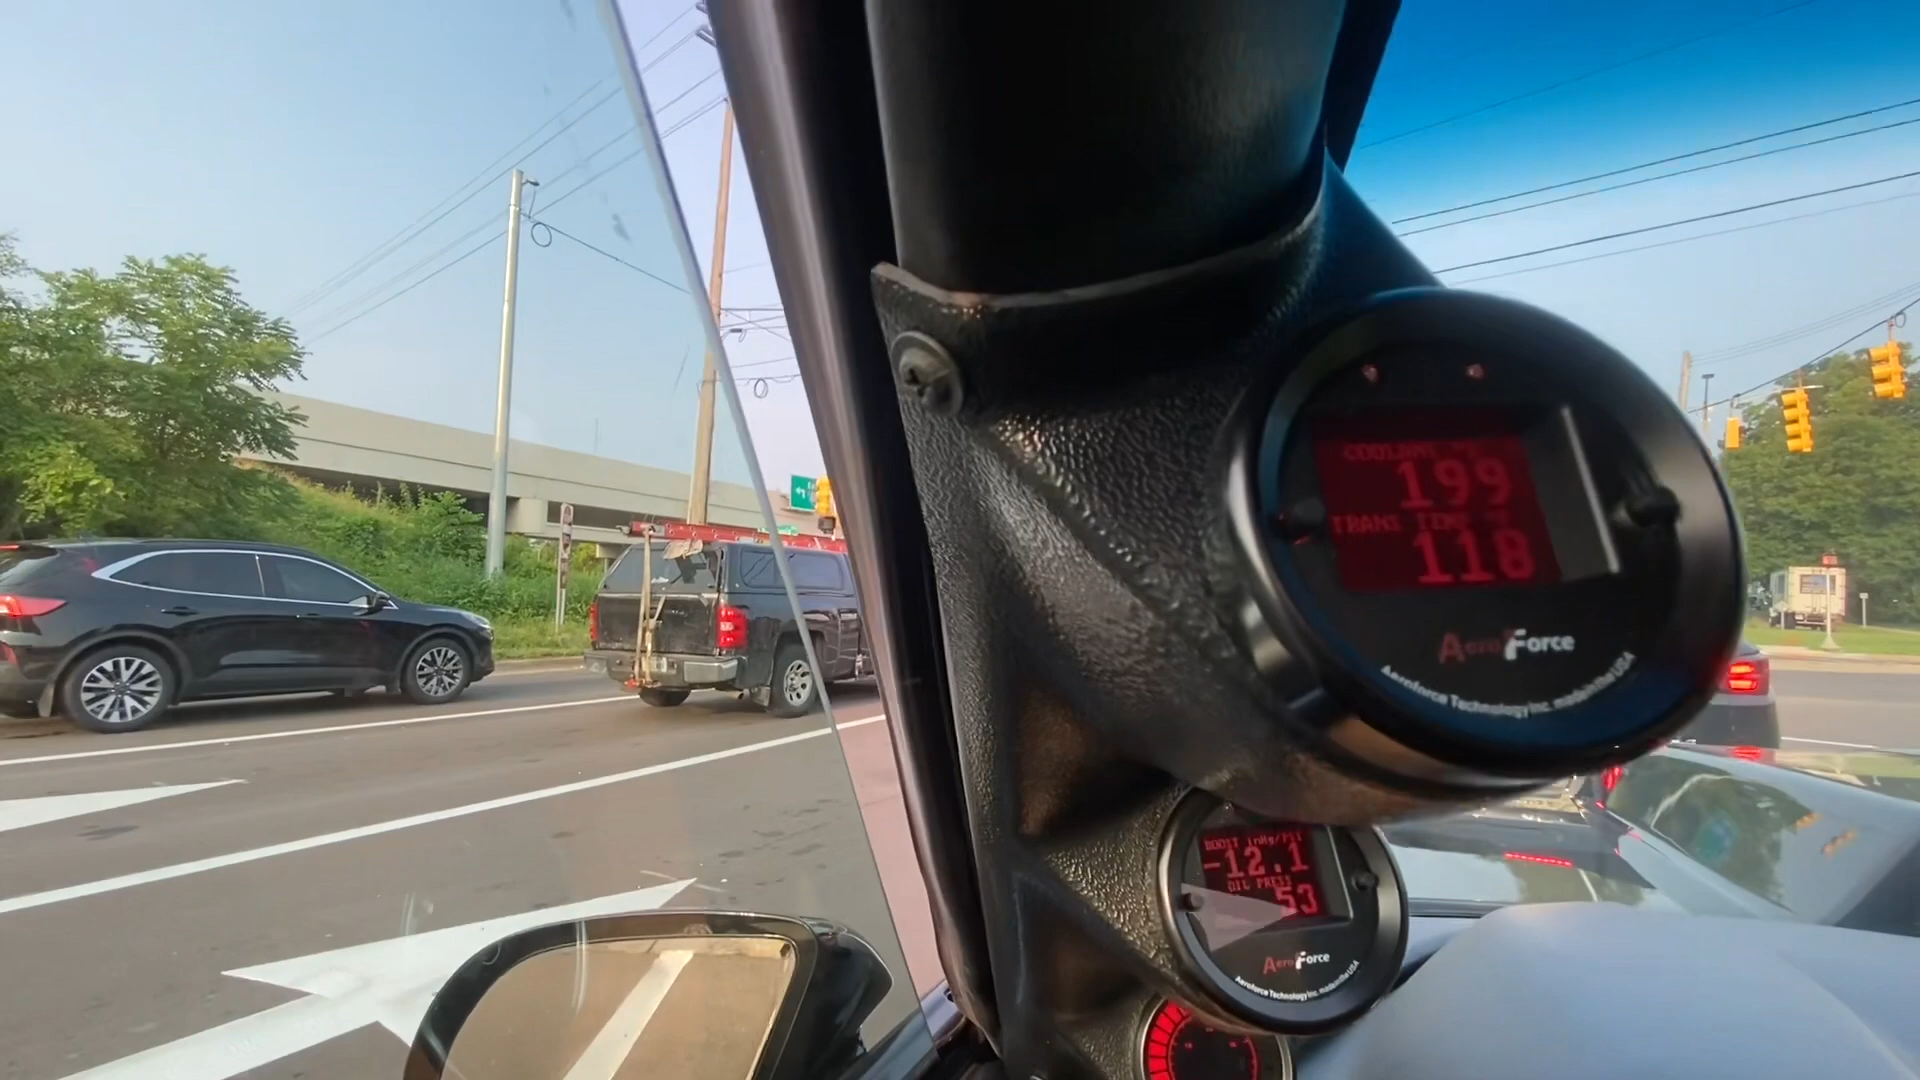 COOLANT
199
TRANS TEMP F
118
AeroForce
Aeroforce Technology Inc. made in the USA
BOOST inHg/PSI
-12.1
OIL PRESS
53
AeroForce
Aeroforce Technology Inc. made in the USA